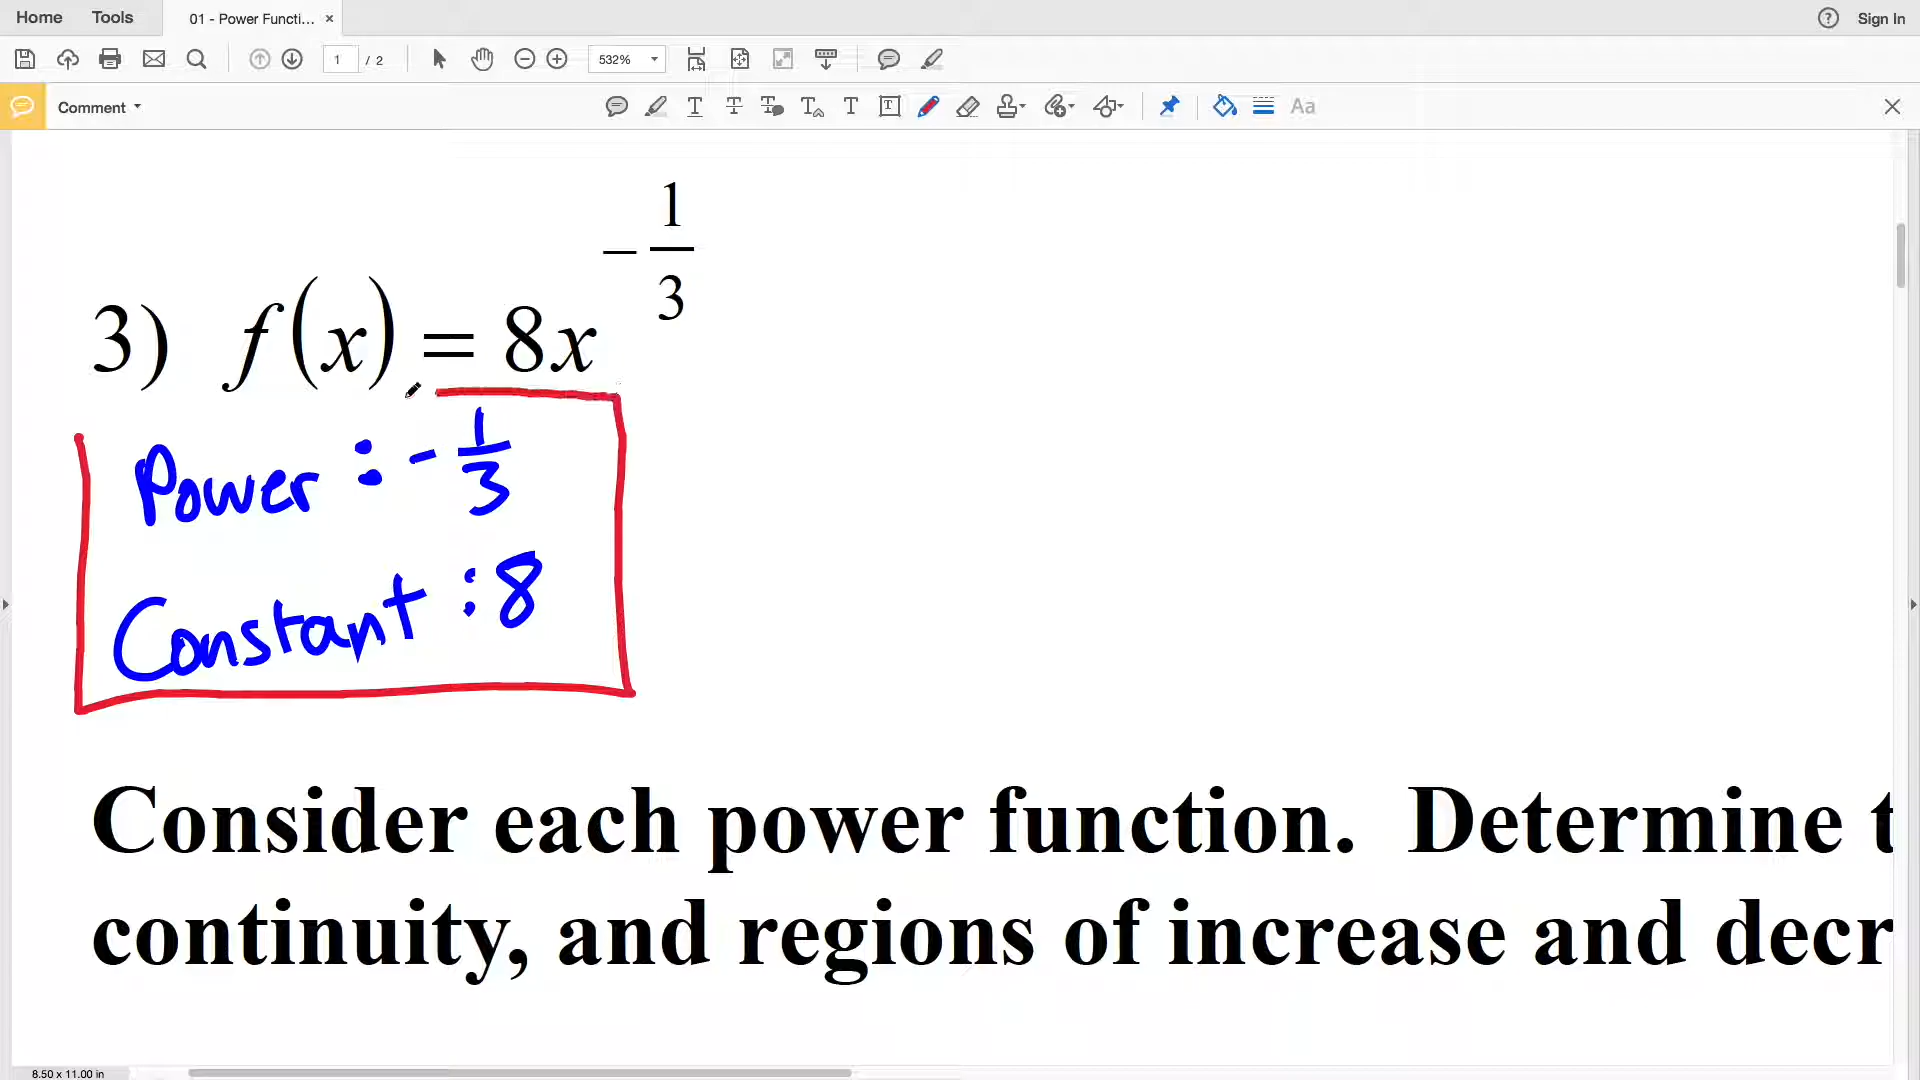 Home Tools 01 - Power Functi... × ? Sign In
1 / 2 532%
Comment T T T T T T Aa
3) f(x) = 8x^(-1/3)
Power : - 1/3
Constant : 8
Consider each power function. Determine t
continuity, and regions of increase and decr
8.50 x 11.00 in